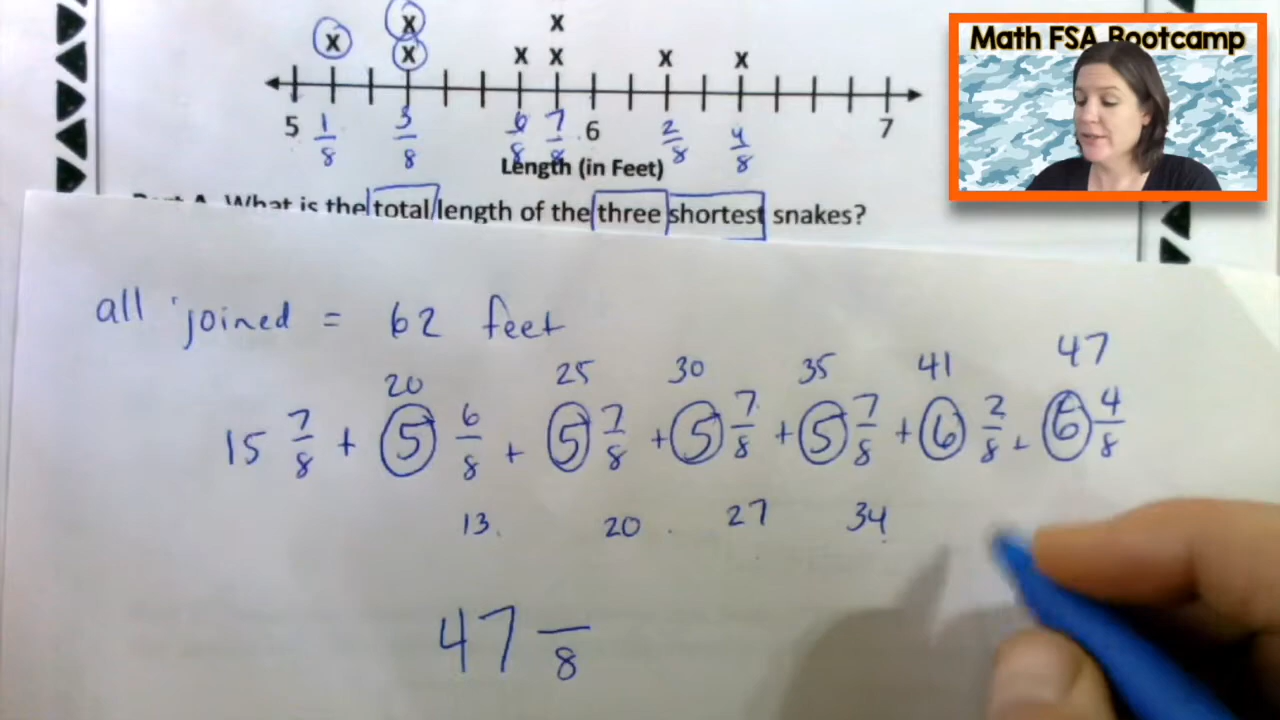 Math FSA Bootcamp
x x x x
x x x x x
5 1/8 3/8 6/8 7/8 6 2/8 4/8 7
Length (in Feet)
Part A. What is the total length of the three shortest snakes?
all joined = 62 feet
20 25 30 35 41 47
15 7/8 + 5 6/8 + 5 7/8 + 5 7/8 + 5 7/8 + 6 2/8 + 6 4/8
13 20 27 34
47 /8